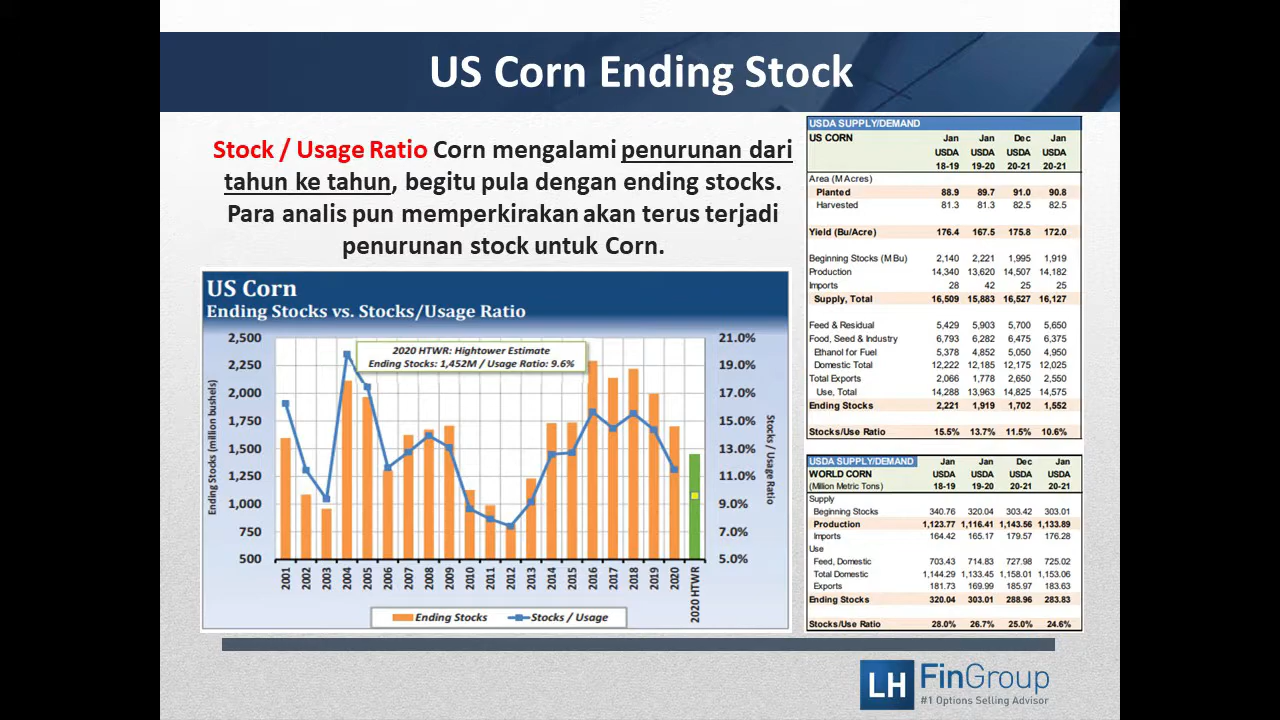 US Corn Ending Stock
Stock / Usage Ratio Corn mengalami penurunan dari
tahun ke tahun, begitu pula dengan ending stocks.
Para analis pun memperkirakan akan terus terjadi
penurunan stock untuk Corn.
US Corn
Ending Stocks vs. Stocks/Usage Ratio
2020 HTWR: Hightower Estimate
Ending Stocks: 1,452M / Usage Ratio: 9.6%
Ending Stocks (million bushels)
2,500
2,250
2,000
1,750
1,500
1,250
1,000
750
500
21.0%
19.0%
17.0%
15.0%
13.0%
11.0%
9.0%
7.0%
5.0%
Stocks / Usage Ratio
2001 2002 2003 2004 2005 2006 2007 2008 2009 2010 2011 2012 2013 2014 2015 2016 2017 2018 2019 2020 2020 HTWR
Ending Stocks Stocks / Usage
USDA SUPPLY/DEMAND
US CORN Jan Jan Dec Jan
USDA USDA USDA USDA
18-19 19-20 20-21 20-21
Area (M Acres)
Planted 88.9 89.7 91.0 90.8
Harvested 81.3 81.3 82.5 82.5
Yield (Bu/Acre) 176.4 167.5 175.8 172.0
Beginning Stocks (M Bu) 2,140 2,221 1,995 1,919
Production 14,340 13,620 14,507 14,182
Imports 28 42 25 25
Supply, Total 16,509 15,883 16,527 16,127
Feed & Residual 5,429 5,903 5,700 5,650
Food, Seed & Industry 6,793 6,282 6,475 6,375
Ethanol for Fuel 5,378 4,852 5,050 4,950
Domestic Total 12,222 12,185 12,175 12,025
Total Exports 2,066 1,778 2,650 2,550
Use, Total 14,288 13,963 14,825 14,575
Ending Stocks 2,221 1,919 1,702 1,552
Stocks/Use Ratio 15.5% 13.7% 11.5% 10.6%
USDA SUPPLY/DEMAND Jan Jan Dec Jan
WORLD CORN USDA USDA USDA USDA
(Million Metric Tons) 18-19 19-20 20-21 20-21
Supply
Beginning Stocks 340.76 320.04 303.42 303.01
Production 1,123.77 1,116.41 1,143.56 1,133.89
Imports 164.42 165.17 179.57 176.28
Use
Feed, Domestic 703.43 714.83 727.98 725.02
Total Domestic 1,144.29 1,133.45 1,158.01 1,153.06
Exports 181.73 169.99 185.97 183.63
Ending Stocks 320.04 303.01 288.96 283.83
Stocks/Use Ratio 28.0% 26.7% 25.0% 24.6%
LH FinGroup
#1 Options Selling Advisor